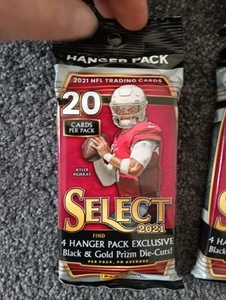 HANGER PACK
2021 NFL TRADING CARDS
20
CARDS
PER PACK
KYLER
MURRAY
SELECT
2021
FIND
4 HANGER PACK EXCLUSIVE
Black & Gold Prizm Die-Cuts!
PER PACK, ON AVERAGE